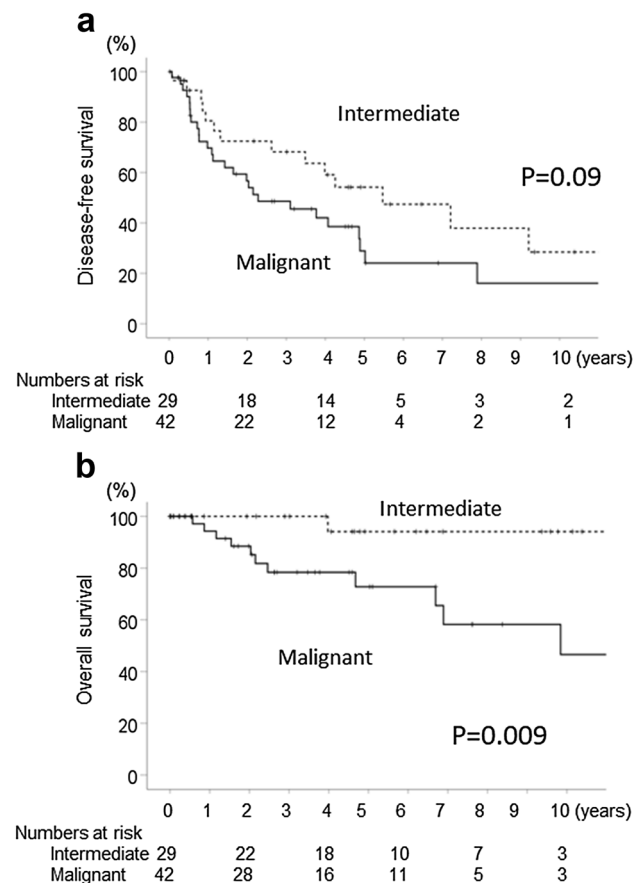 a
(%)
100
80
60
40
20
0
Disease-free survival
Intermediate
P=0.09
Malignant
0 1 2 3 4 5 6 7 8 9 10 (years)
Numbers at risk
Intermediate 29 18 14 5 3 2
Malignant 42 22 12 4 2 1
b
(%)
100
80
60
40
20
0
Overall survival
Intermediate
Malignant
P=0.009
0 1 2 3 4 5 6 7 8 9 10 (years)
Numbers at risk
Intermediate 29 22 18 10 7 3
Malignant 42 28 16 11 5 3